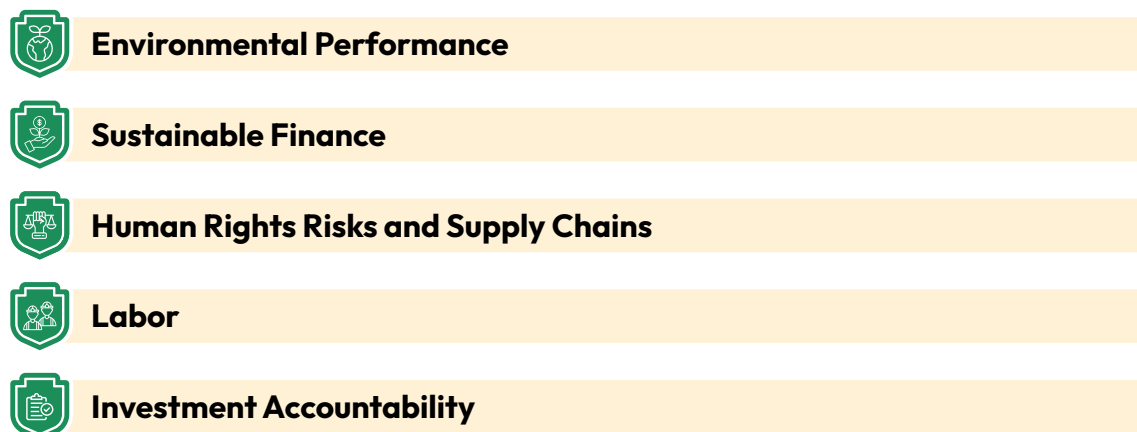 Environmental Performance
Sustainable Finance
Human Rights Risks and Supply Chains
Labor
Investment Accountability